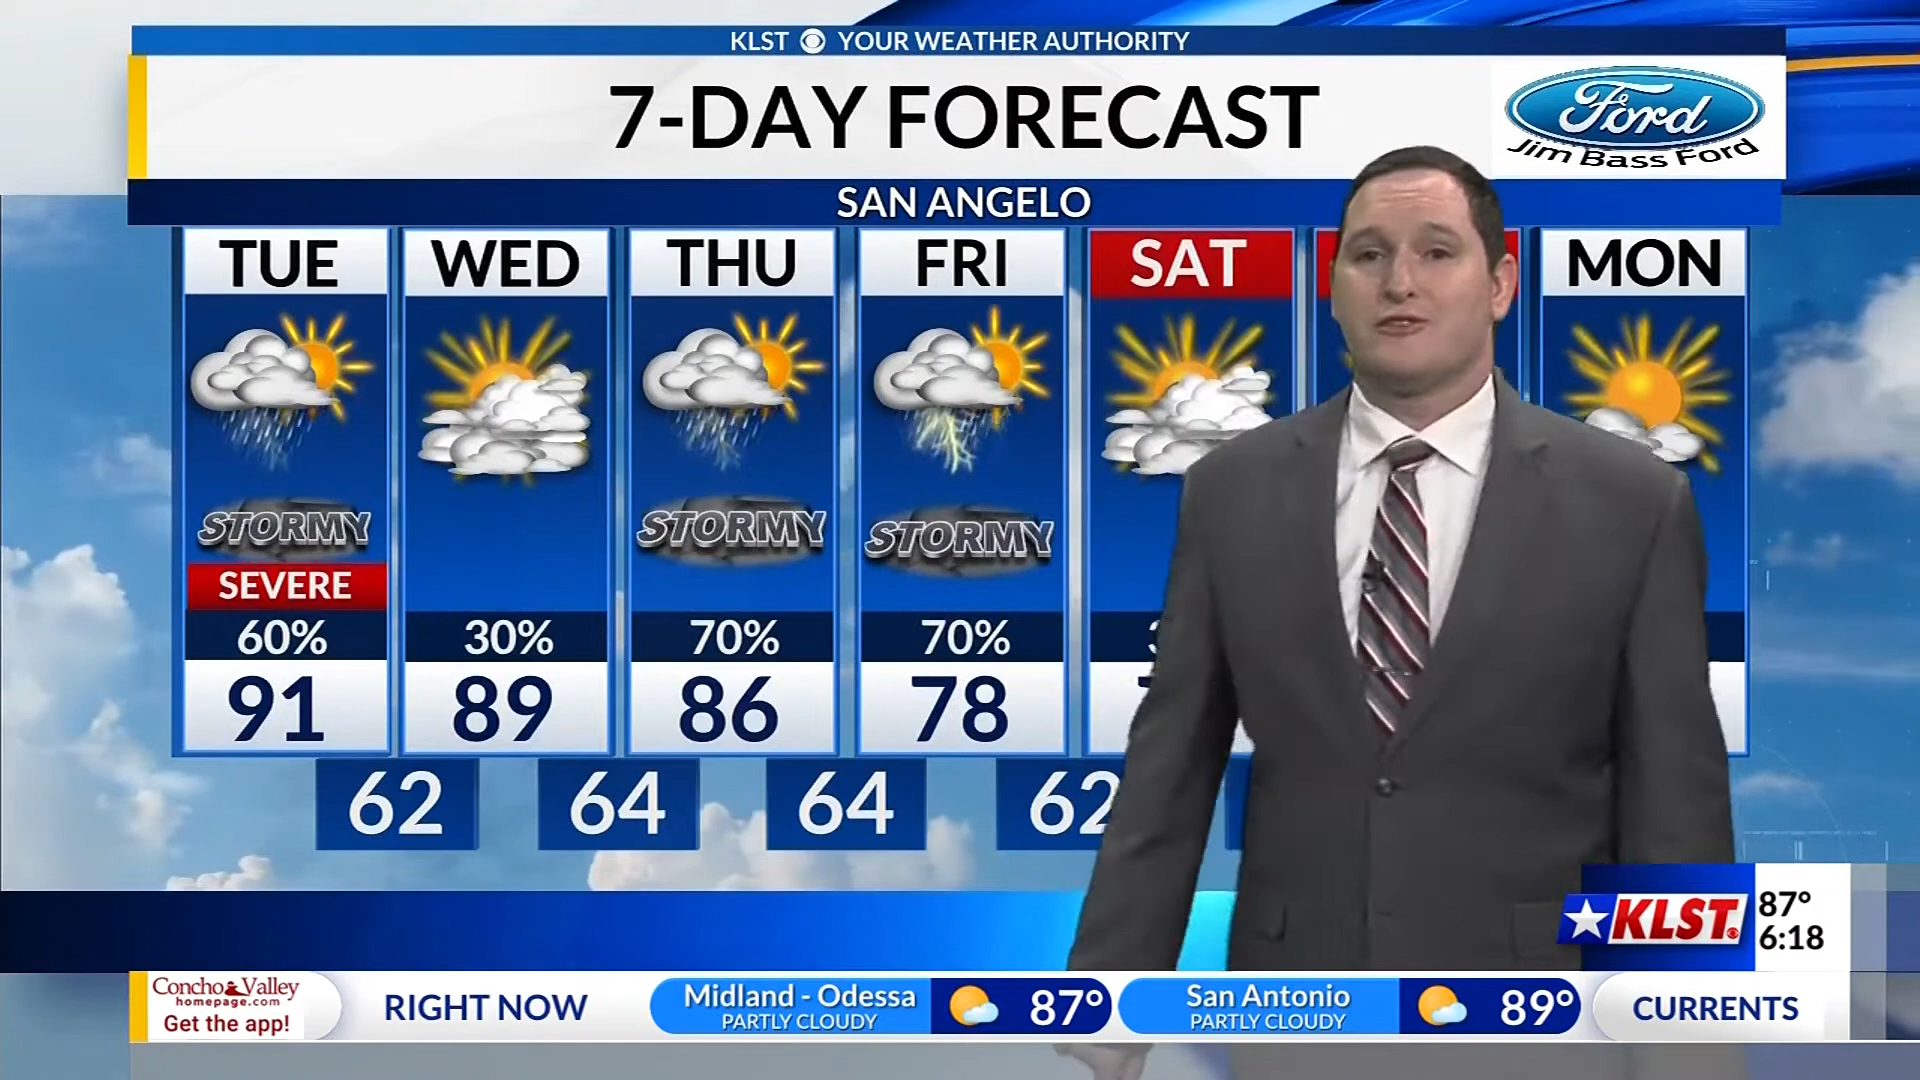 KLST YOUR WEATHER AUTHORITY
7-DAY FORECAST
Ford
Jim Bass Ford
SAN ANGELO
TUE WED THU FRI SAT MON
STORMY STORMY STORMY
SEVERE
60% 30% 70% 70%
91 89 86 78
62 64 64 62
KLST
87°
6:18
Concho Valley
homepage.com
Get the app!
RIGHT NOW
Midland - Odessa
PARTLY CLOUDY
87°
San Antonio
PARTLY CLOUDY
89°
CURRENTS